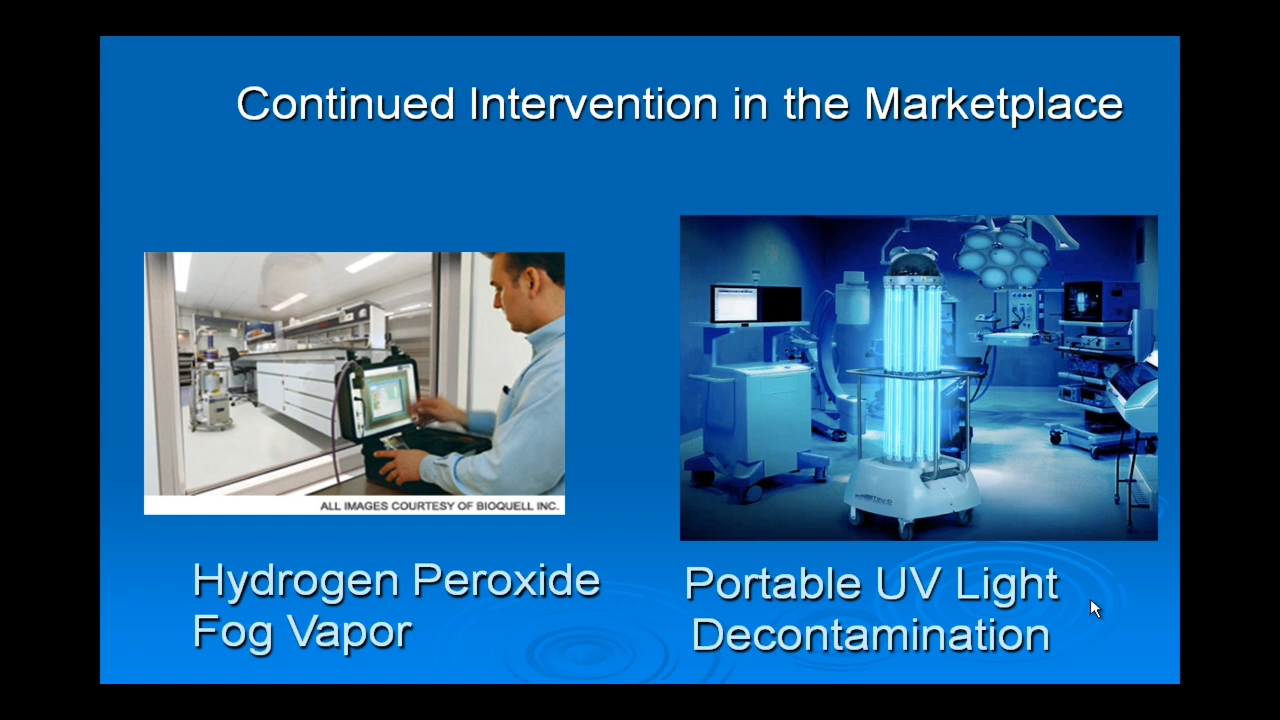 Continued Intervention in the Marketplace
ALL IMAGES COURTESY OF BIOQUELL INC.
Hydrogen Peroxide
Fog Vapor
Portable UV Light
Decontamination